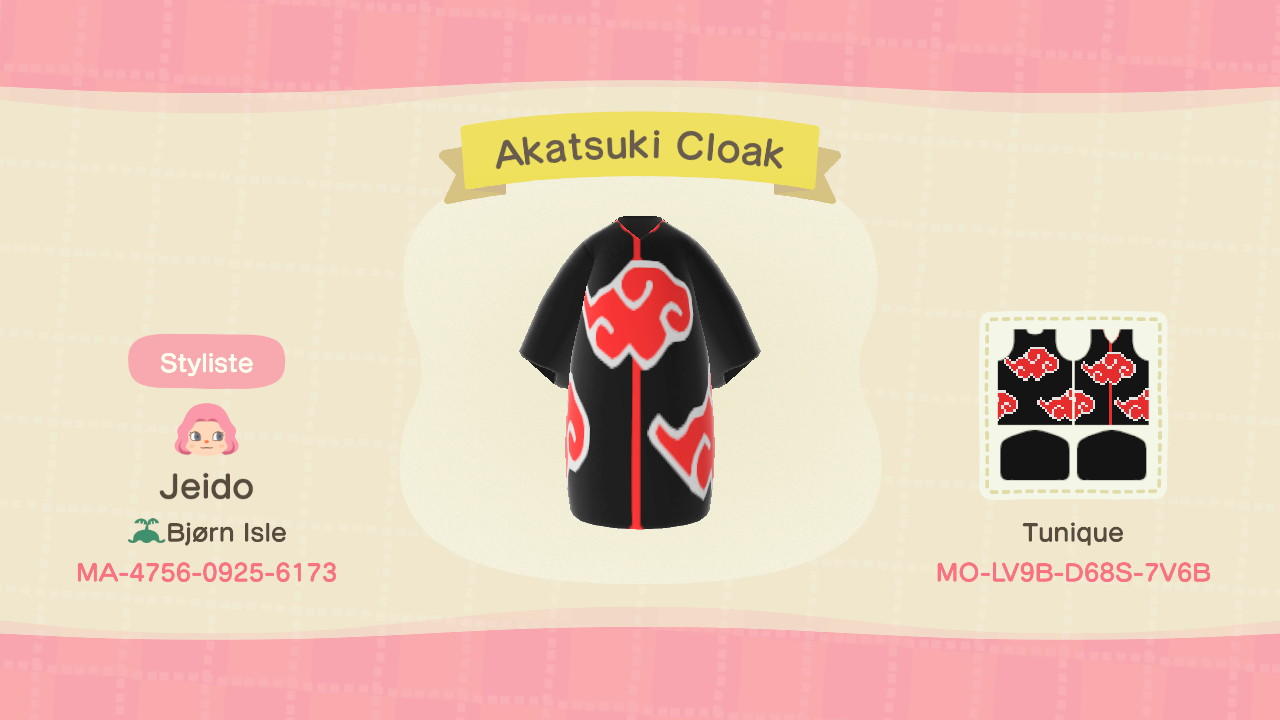 Akatsuki Cloak
Styliste
Jeido
Bjørn Isle
MA-4756-0925-6173
Tunique
MO-LV9B-D68S-7V6B